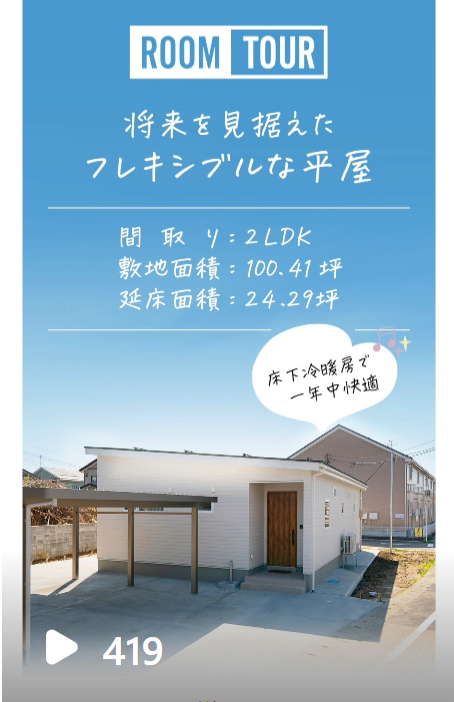 ROOM TOUR
将来を見据えた
フレキシブルな平屋
間取り:2LDK
敷地面積:100.41坪
延床面積:24.29坪
床下冷暖房で
一年中快適
419